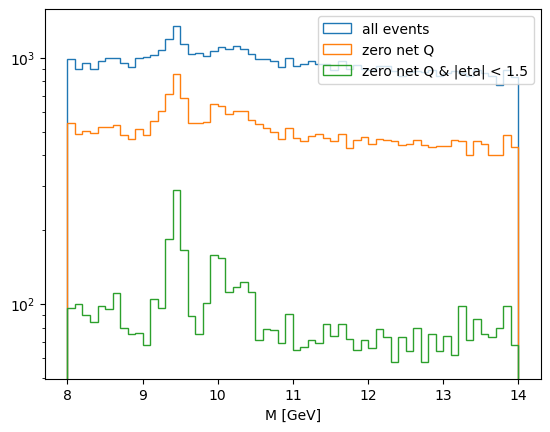 all events
zero net Q
zero net Q & |eta| < 1.5
10³
10²
8 9 10 11 12 13 14
M [GeV]